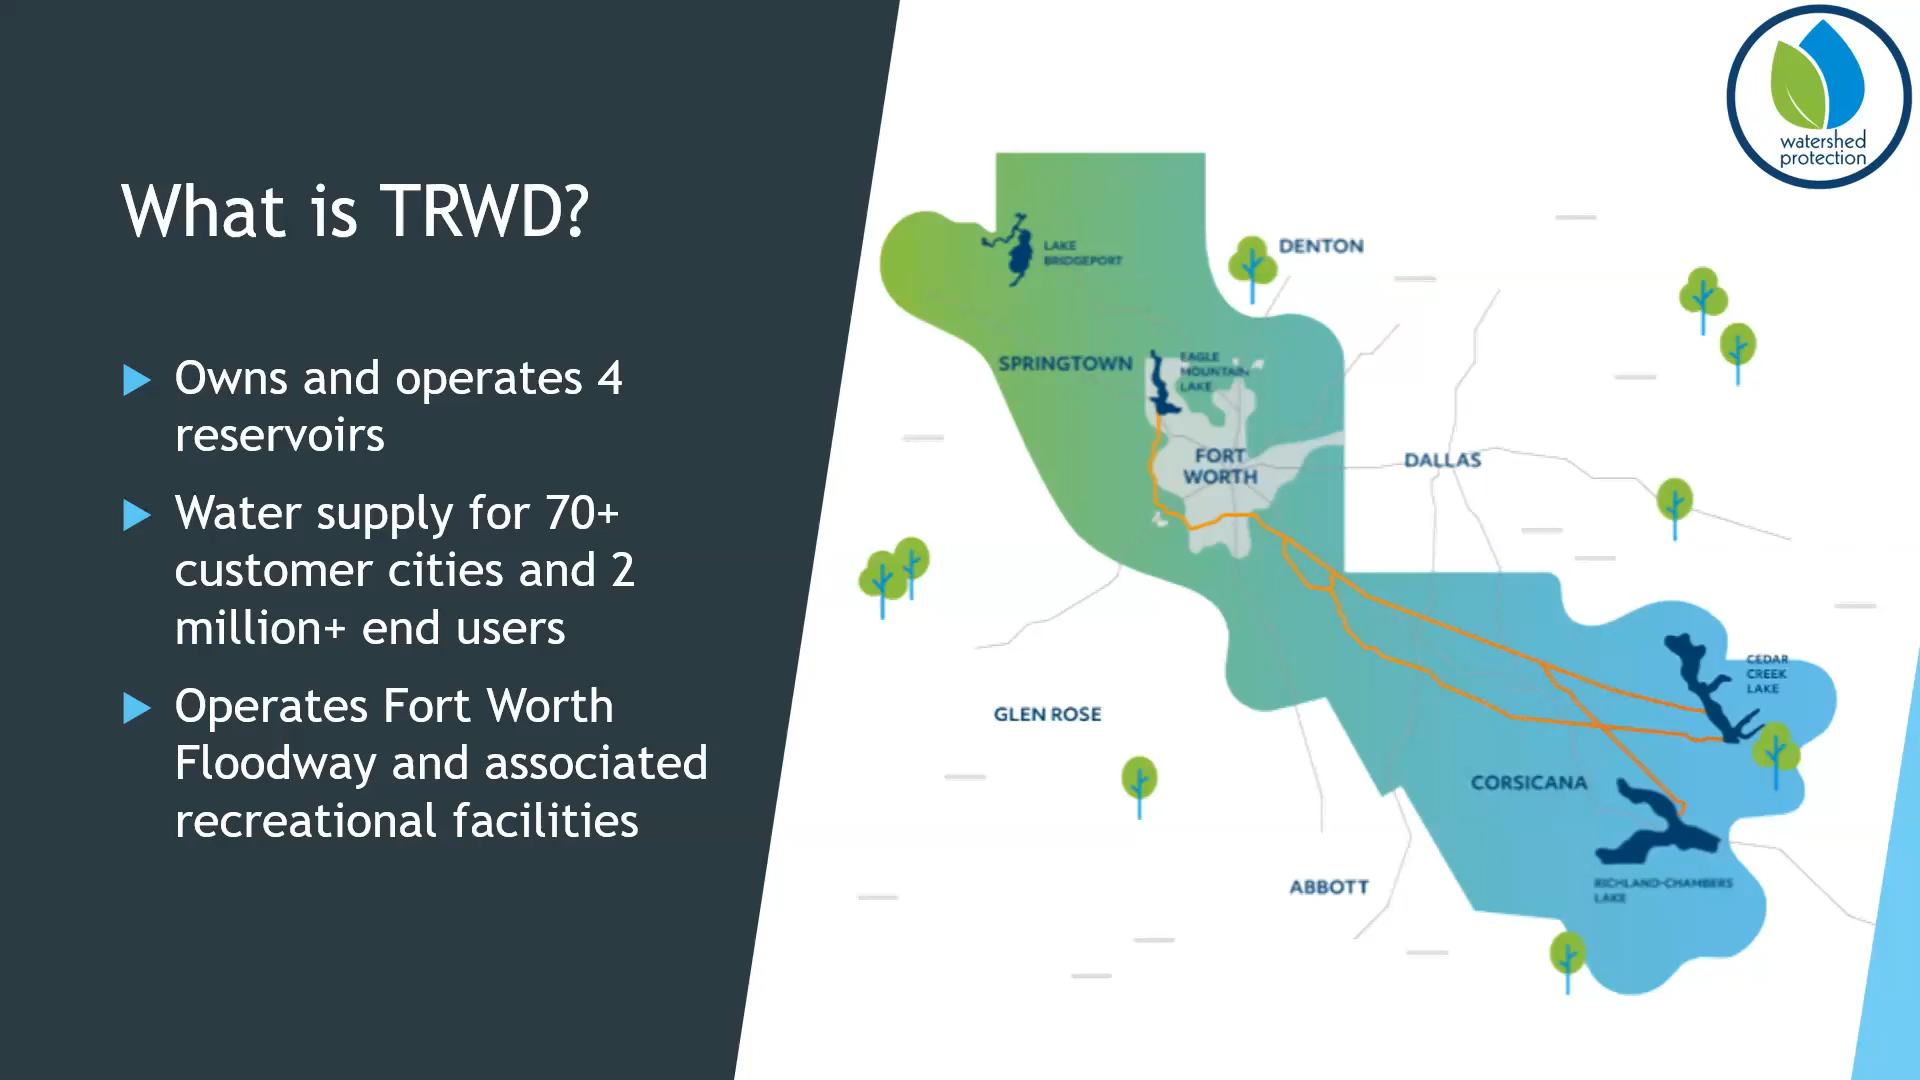 What is TRWD?
Owns and operates 4
reservoirs
Water supply for 70+
customer cities and 2
million+ end users
Operates Fort Worth
Floodway and associated
recreational facilities
watershed
protection
LAKE
BRIDGEPORT
DENTON
SPRINGTOWN
EAGLE
MOUNTAIN
LAKE
FORT
WORTH
DALLAS
CEDAR
CREEK
LAKE
GLEN ROSE
CORSICANA
ABBOTT
RICHLAND-CHAMBERS
LAKE